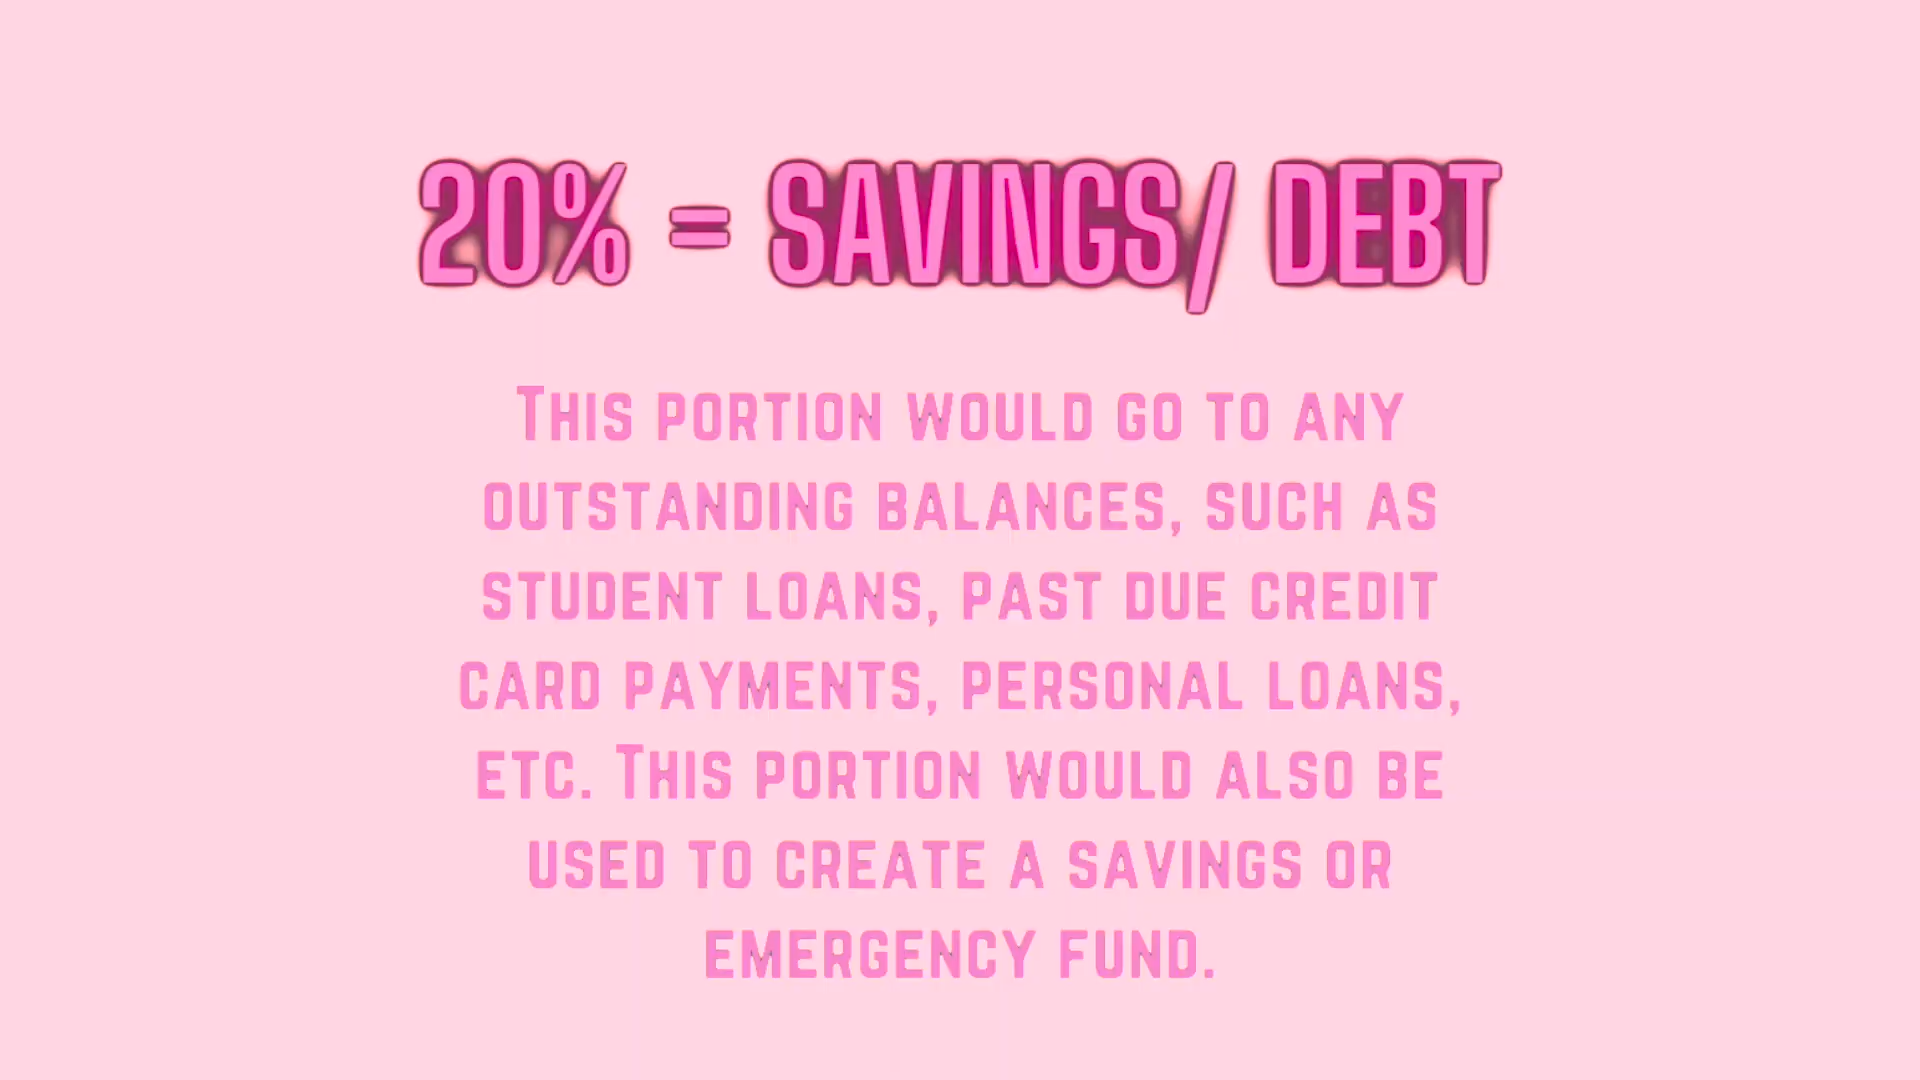 20% = SAVINGS/ DEBT
This portion would go to any
outstanding balances, such as
student loans, past due credit
card payments, personal loans,
etc. This portion would also be
used to create a savings or
emergency fund.